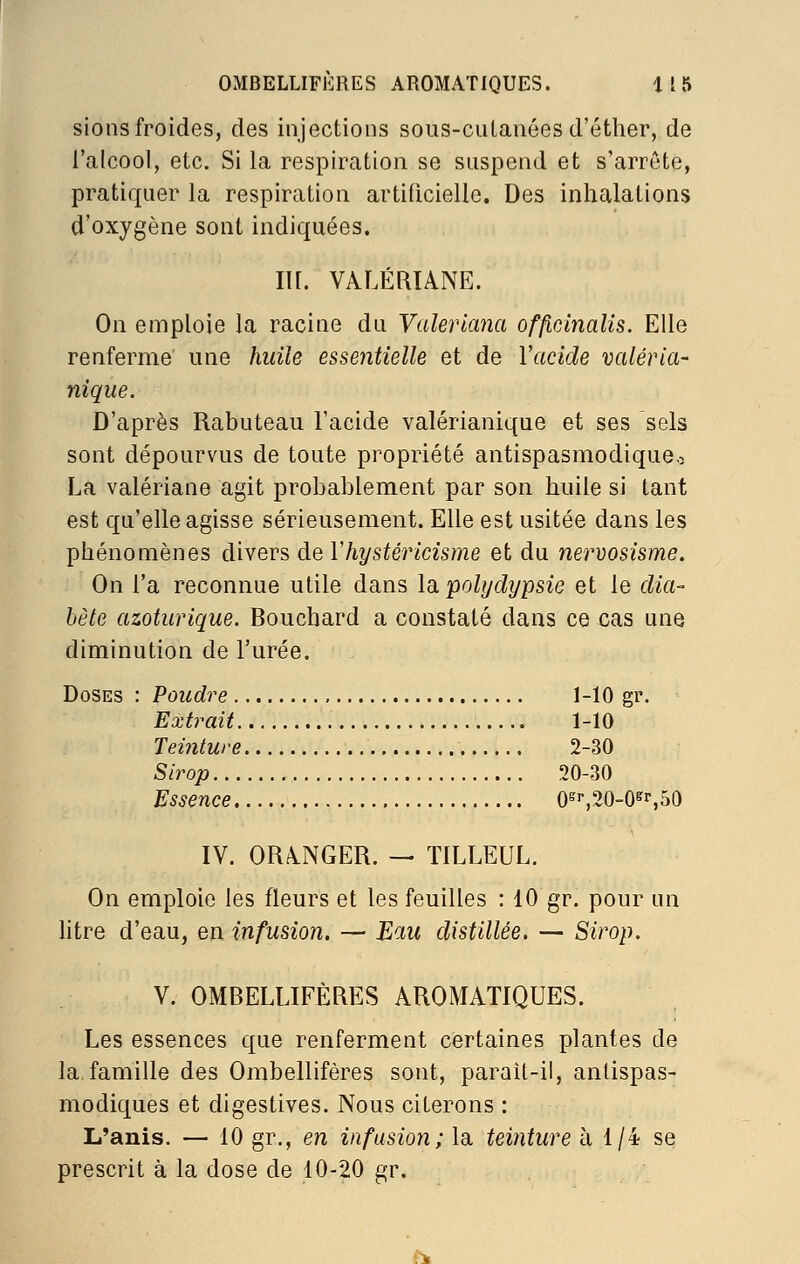 OMBELLIFÈRES AROMATIQUES. 115
sions froides, des injections sous-cutanées d'éther, de
l'alcool, etc. Si la respiration se suspend et s'arrête,
pratiquer la respiration artificielle. Des inhalations
d'oxygène sont indiquées.
III. VALÉRIANE.
On emploie la racine du Valeriana officinalis. Elle
renferme une huile essentielle et de l'acide valéria-
nique.
D'après Rabuteau l'acide valérianique et ses sels
sont dépourvus de toute propriété antispasmodique.
La valériane agit probablement par son huile si tant
est qu'elle agisse sérieusement. Elle est usitée dans les
phénomènes divers de l'hystéricisme et du nervosisme.
On l'a reconnue utile dans la polydypsie et le dia-
bète azoturique. Bouchard a constaté dans ce cas une
diminution de l'urée.
DOSES : Poudre.............................. 1-10 gr.
Extrait.............................. 1-10
Teinture.............................. 2-30
Sirop.............................. 20-30
Essence.............................. 0gr,20-0gr,50
IV. ORANGER. — TILLEUL.
On emploie les fleurs et les feuilles : 10 gr. pour un
litre d'eau, en infusion. — Eau distillée. — Sirop.
V. OMBELLIFÈRES AROMATIQUES.
Les essences que renferment certaines plantes de
la famille des Ombellifères sont, paraît-il, antispas-
modiques et digestives. Nous citerons :
L'anis. — 10 gr., en infusion; la teinture à 1/4 se
prescrit à la dose de 10-20 gr.